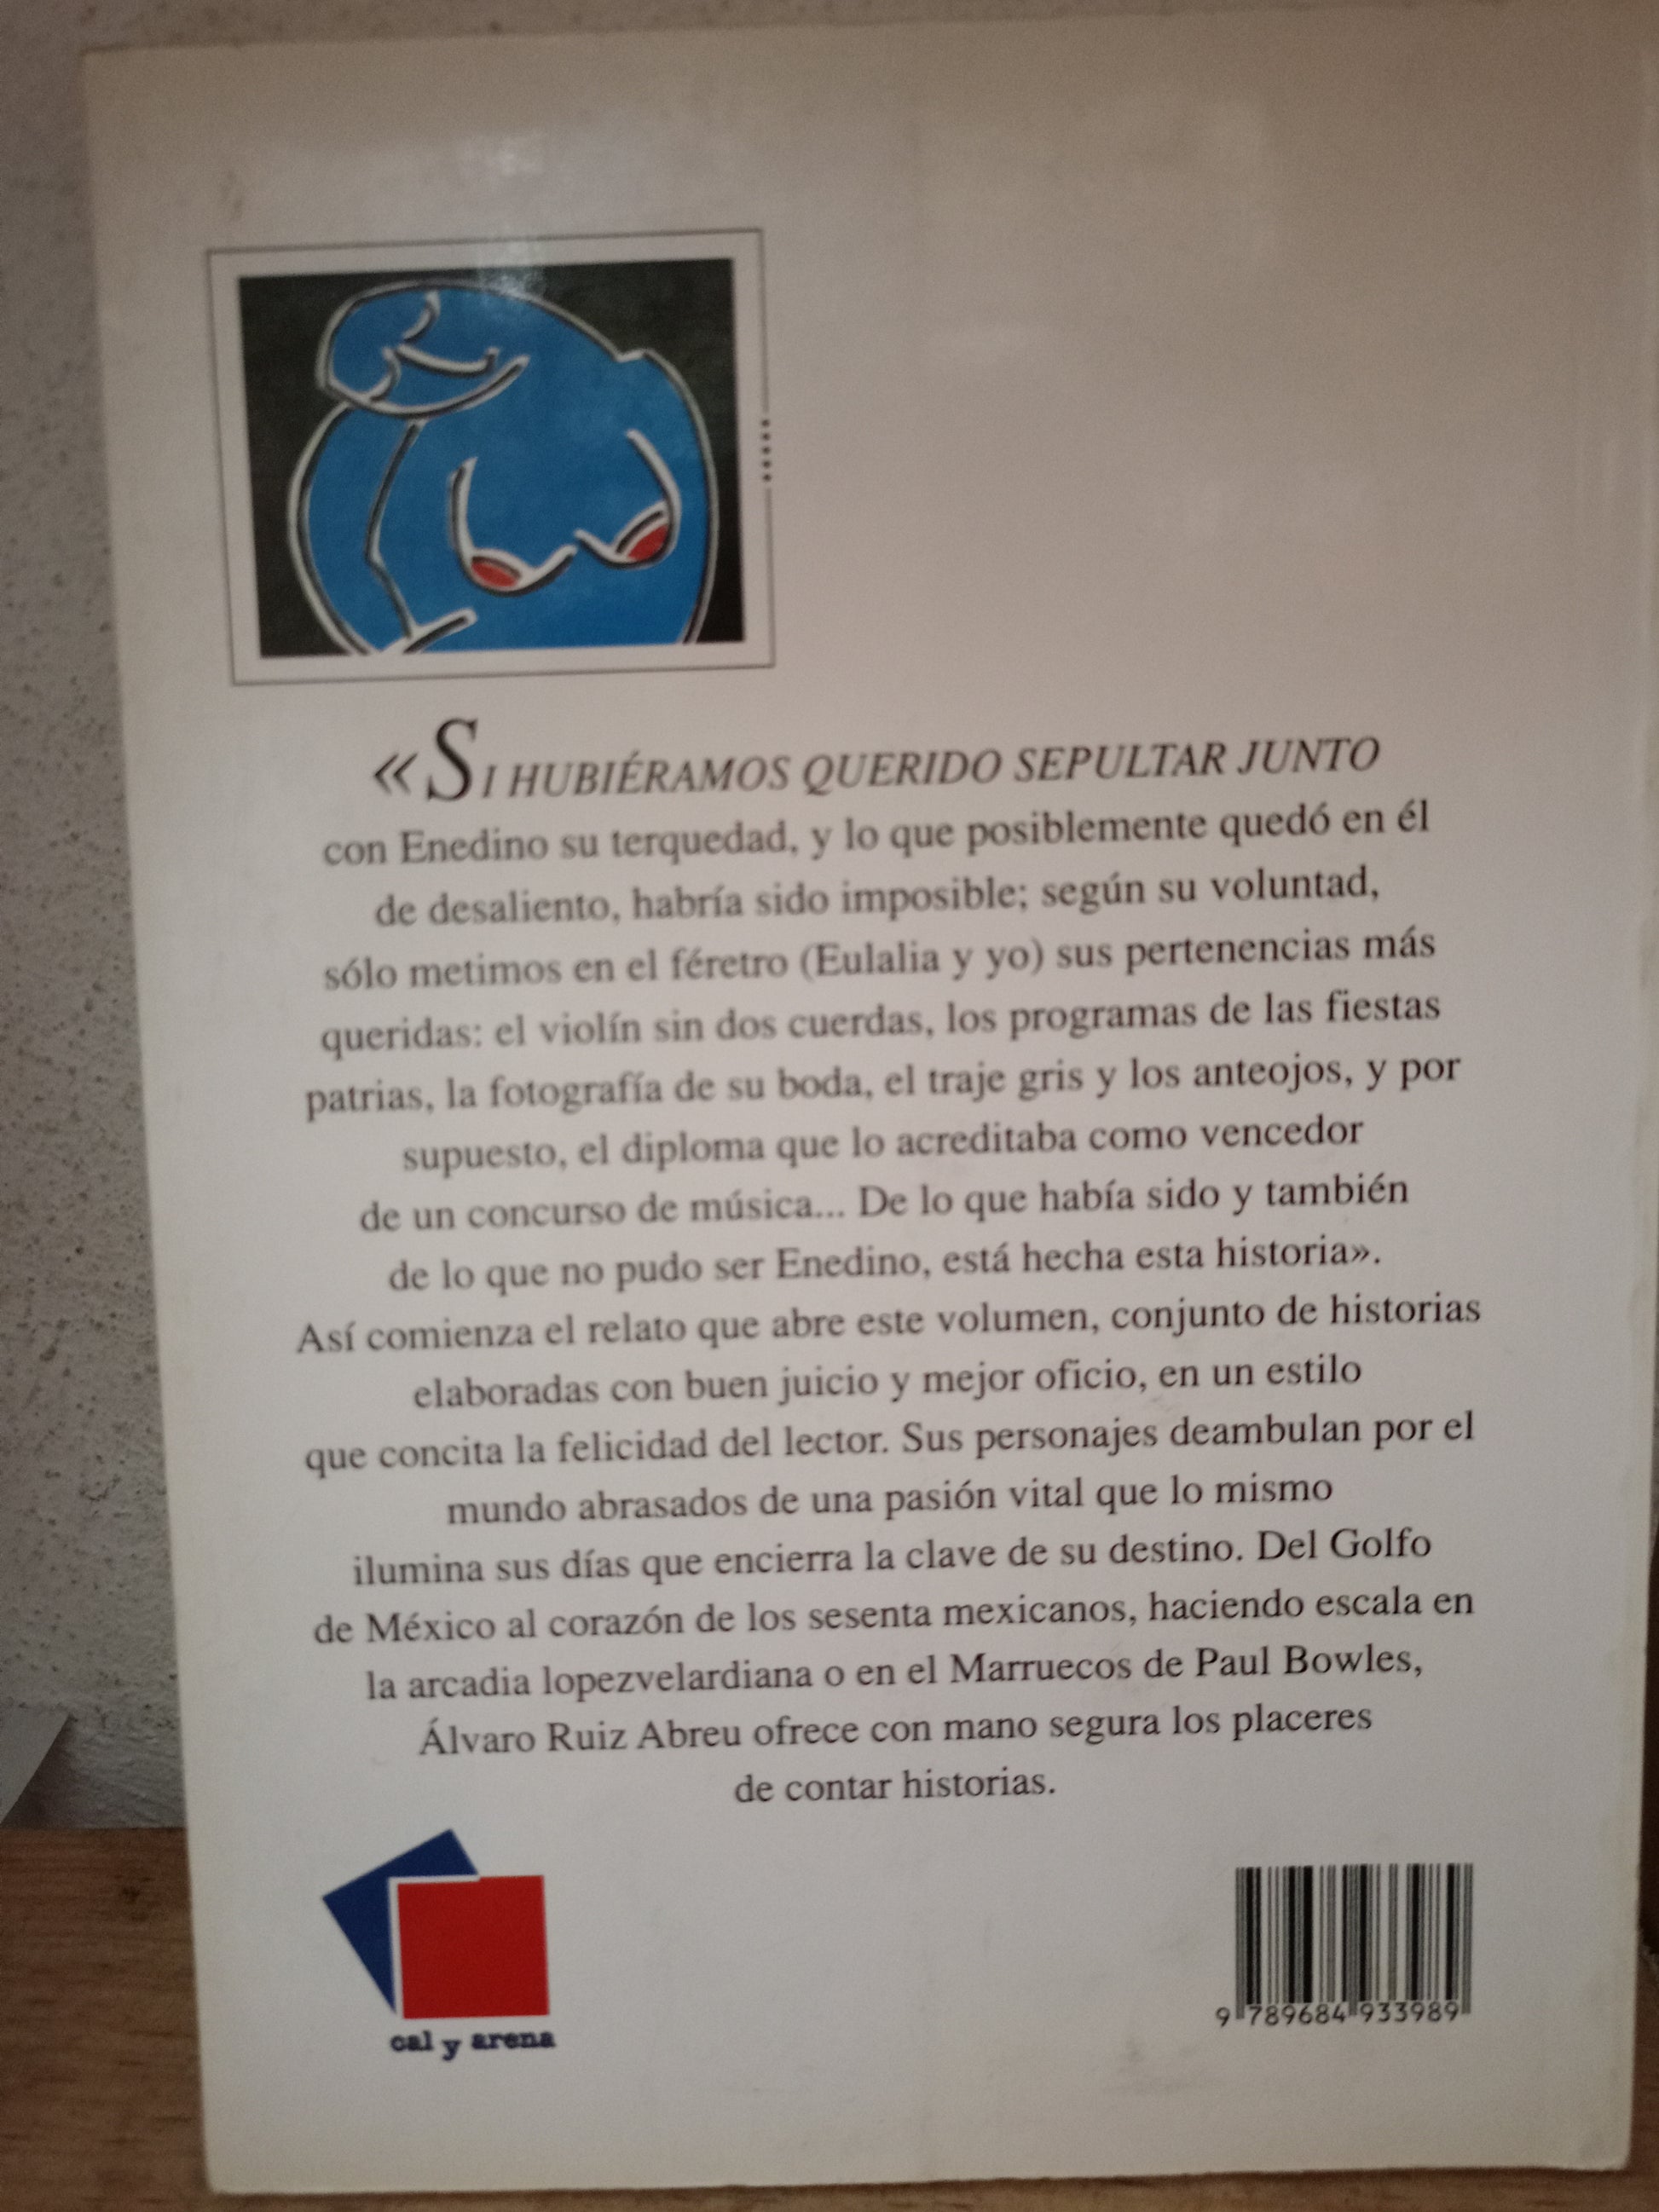 «SI HUBIÉRAMOS QUERIDO SEPULTAR JUNTO
con Enedino su terquedad, y lo que posiblemente quedó en él
de desaliento, habría sido imposible; según su voluntad,
sólo metimos en el féretro (Eulalia y yo) sus pertenencias más
queridas: el violín sin dos cuerdas, los programas de las fiestas
patrias, la fotografía de su boda, el traje gris y los anteojos, y por
supuesto, el diploma que lo acreditaba como vencedor
de un concurso de música... De lo que había sido y también
de lo que no pudo ser Enedino, está hecha esta historia».
Así comienza el relato que abre este volumen, conjunto de historias
elaboradas con buen juicio y mejor oficio, en un estilo
que concita la felicidad del lector. Sus personajes deambulan por el
mundo abrasados de una pasión vital que lo mismo
ilumina sus días que encierra la clave de su destino. Del Golfo
de México al corazón de los sesenta mexicanos, haciendo escala en
la arcadia lopezvelardiana o en el Marruecos de Paul Bowles,
Álvaro Ruiz Abreu ofrece con mano segura los placeres
de contar historias.
cal y arena
9 789684 933989